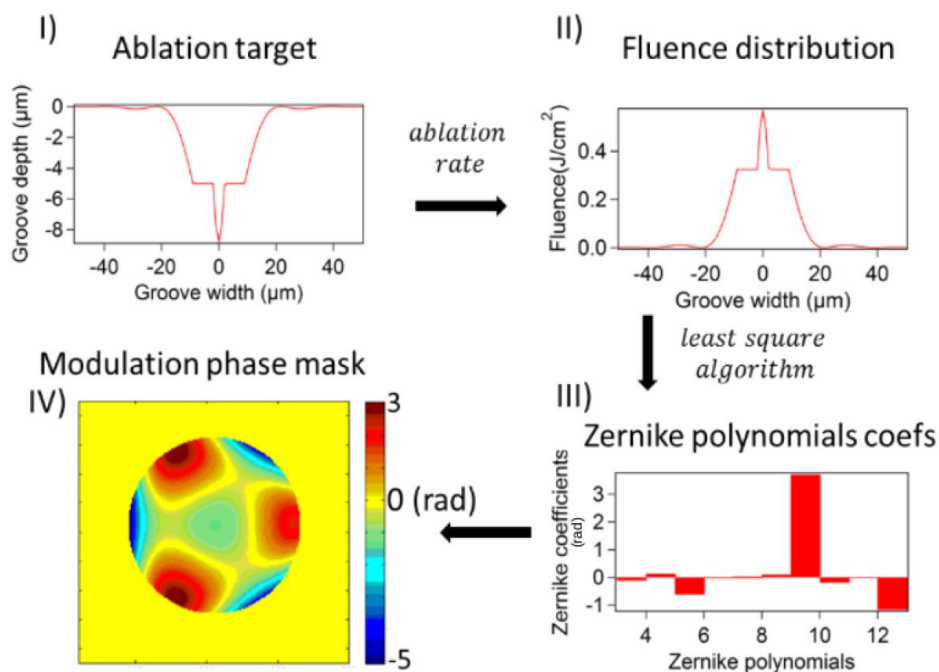 I)
Ablation target
Groove depth (µm)
0
-2
-4
-6
-8
-40
-20
0
20
40
Groove width (µm)
ablation
rate
II)
Fluence distribution
Fluence(J/cm²)
0.4
0.2
0.0
-40
-20
0
20
40
Groove width (µm)
least square
algorithm
Modulation phase mask
IV)
3
0 (rad)
-5
III)
Zernike polynomials coefs
Zernike coefficients
(rad)
3
2
1
0
-1
4
6
8
10
12
Zernike polynomials